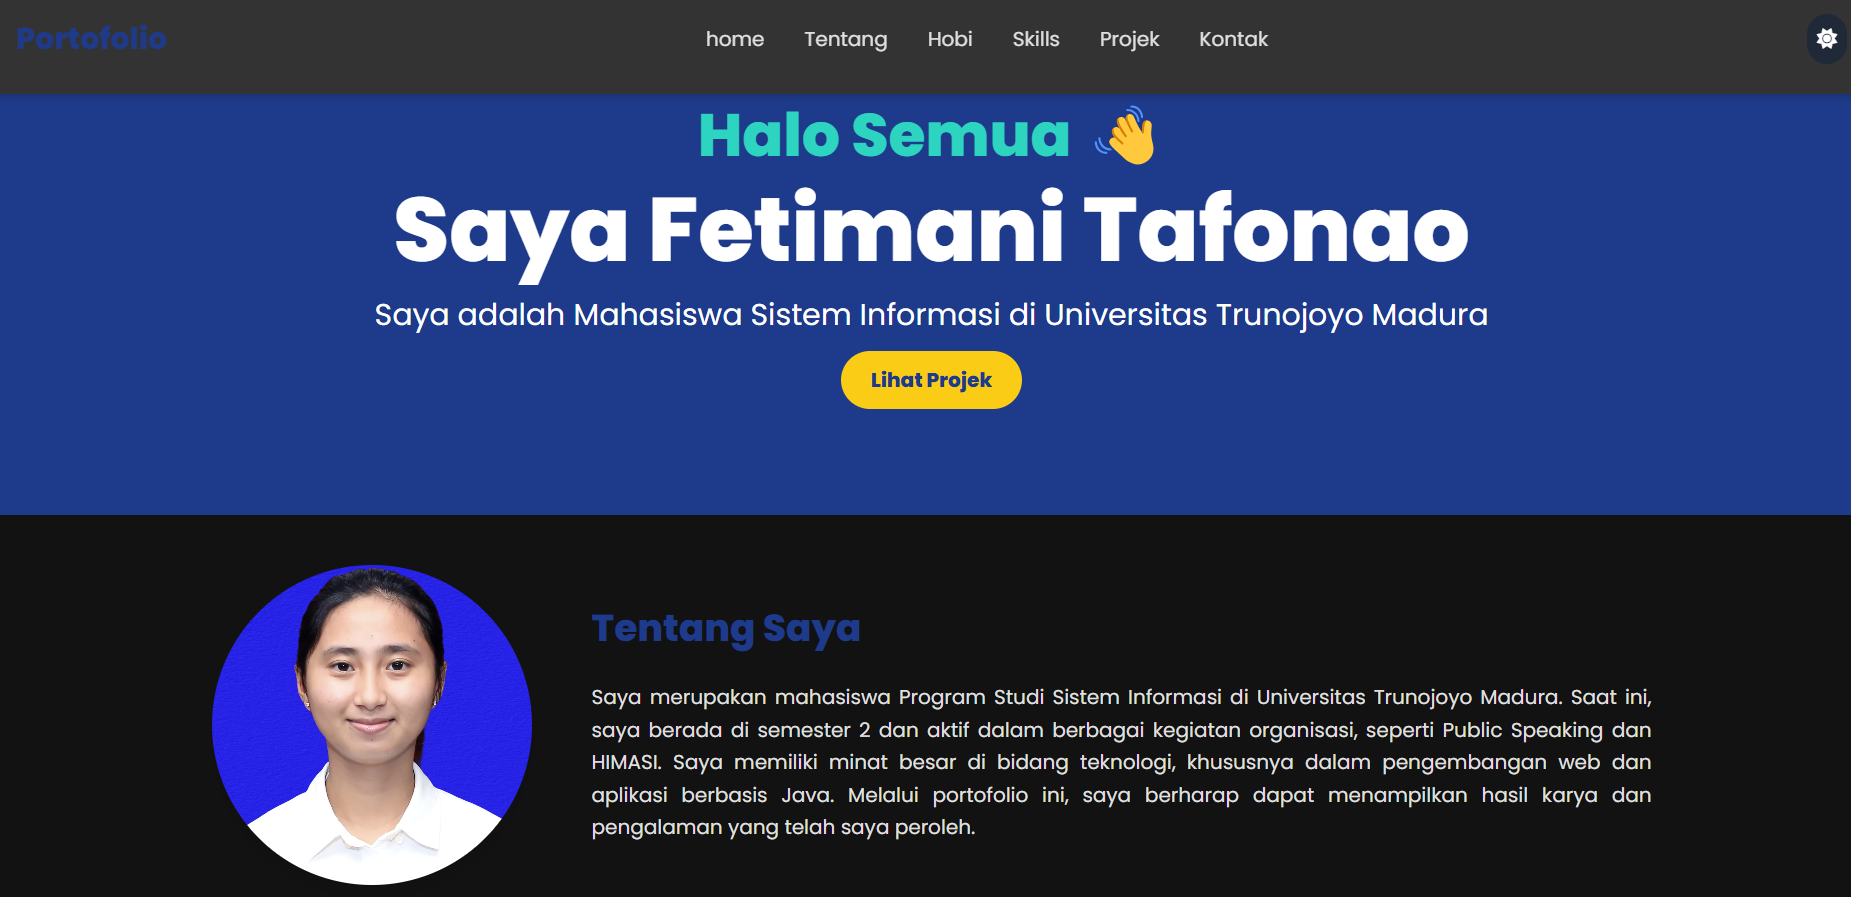 Portofolio
home Tentang Hobi Skills Projek Kontak
Halo Semua 👋
Saya Fetimani Tafonao
Saya adalah Mahasiswa Sistem Informasi di Universitas Trunojoyo Madura
Lihat Projek
Tentang Saya
Saya merupakan mahasiswa Program Studi Sistem Informasi di Universitas Trunojoyo Madura. Saat ini,
saya berada di semester 2 dan aktif dalam berbagai kegiatan organisasi, seperti Public Speaking dan
HIMASI. Saya memiliki minat besar di bidang teknologi, khususnya dalam pengembangan web dan
aplikasi berbasis Java. Melalui portofolio ini, saya berharap dapat menampilkan hasil karya dan
pengalaman yang telah saya peroleh.